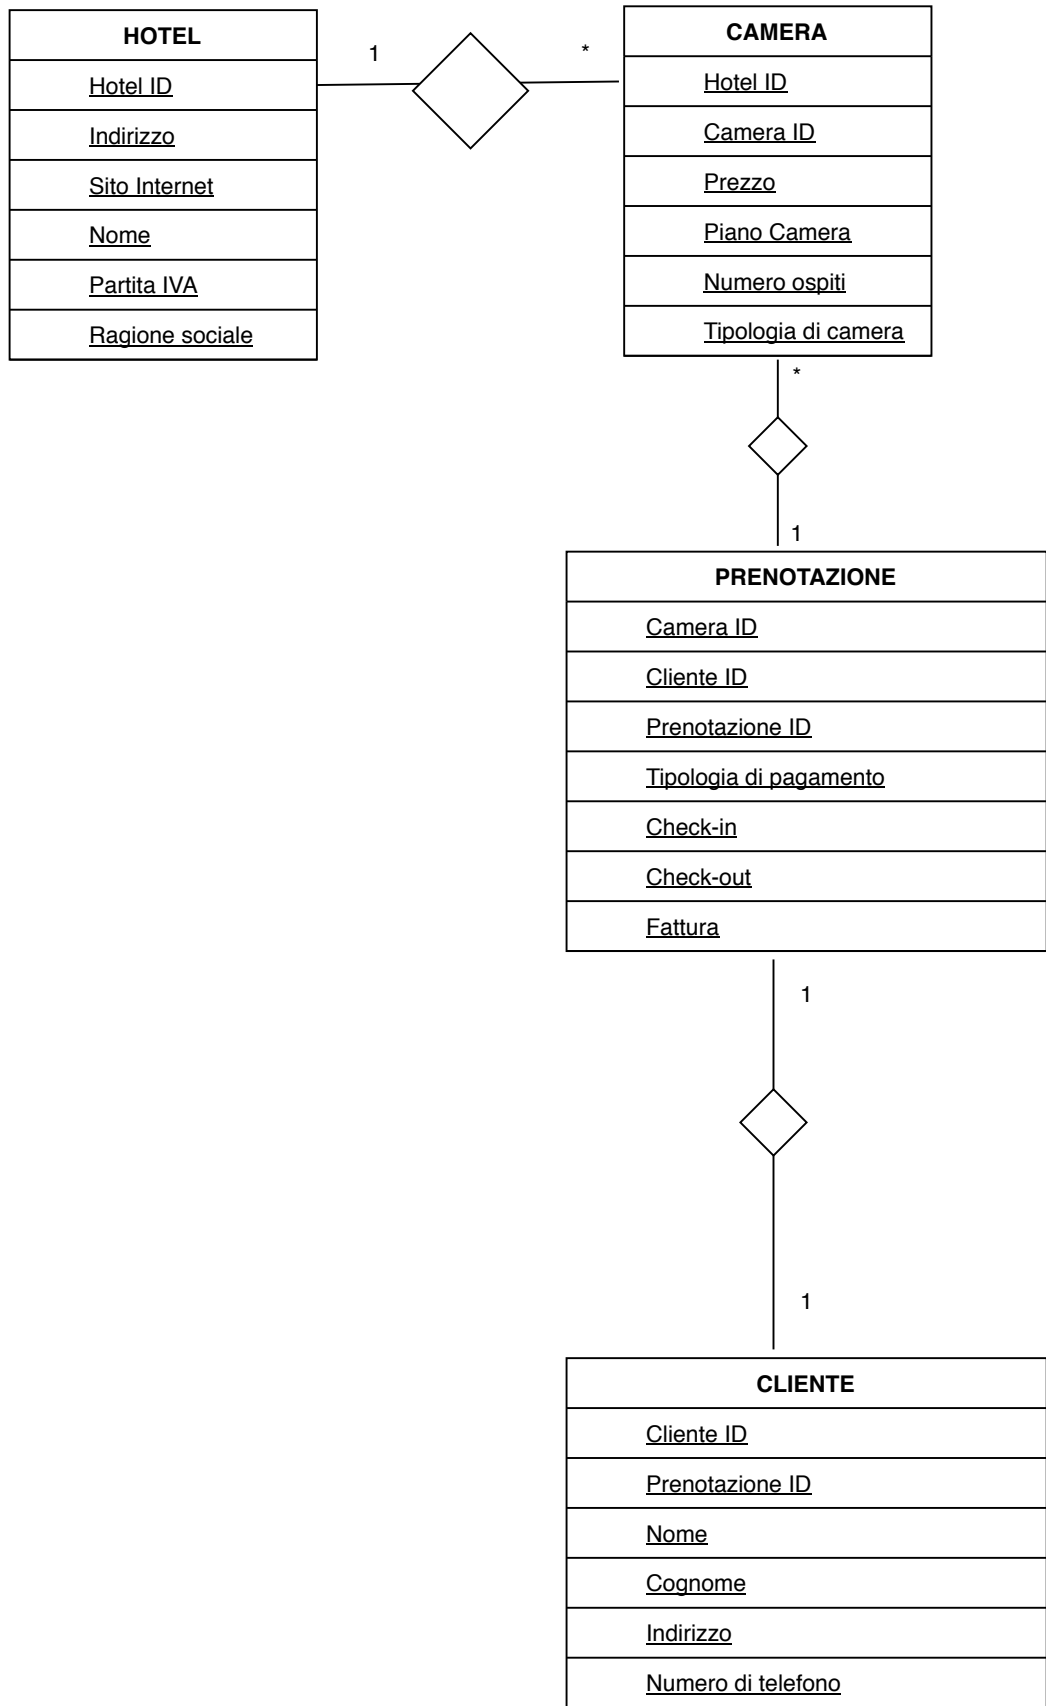 HOTEL
Hotel ID
Indirizzo
Sito Internet
Nome
Partita IVA
Ragione sociale
1
*
CAMERA
Hotel ID
Camera ID
Prezzo
Piano Camera
Numero ospiti
Tipologia di camera
*
1
PRENOTAZIONE
Camera ID
Cliente ID
Prenotazione ID
Tipologia di pagamento
Check-in
Check-out
Fattura
1
1
CLIENTE
Cliente ID
Prenotazione ID
Nome
Cognome
Indirizzo
Numero di telefono